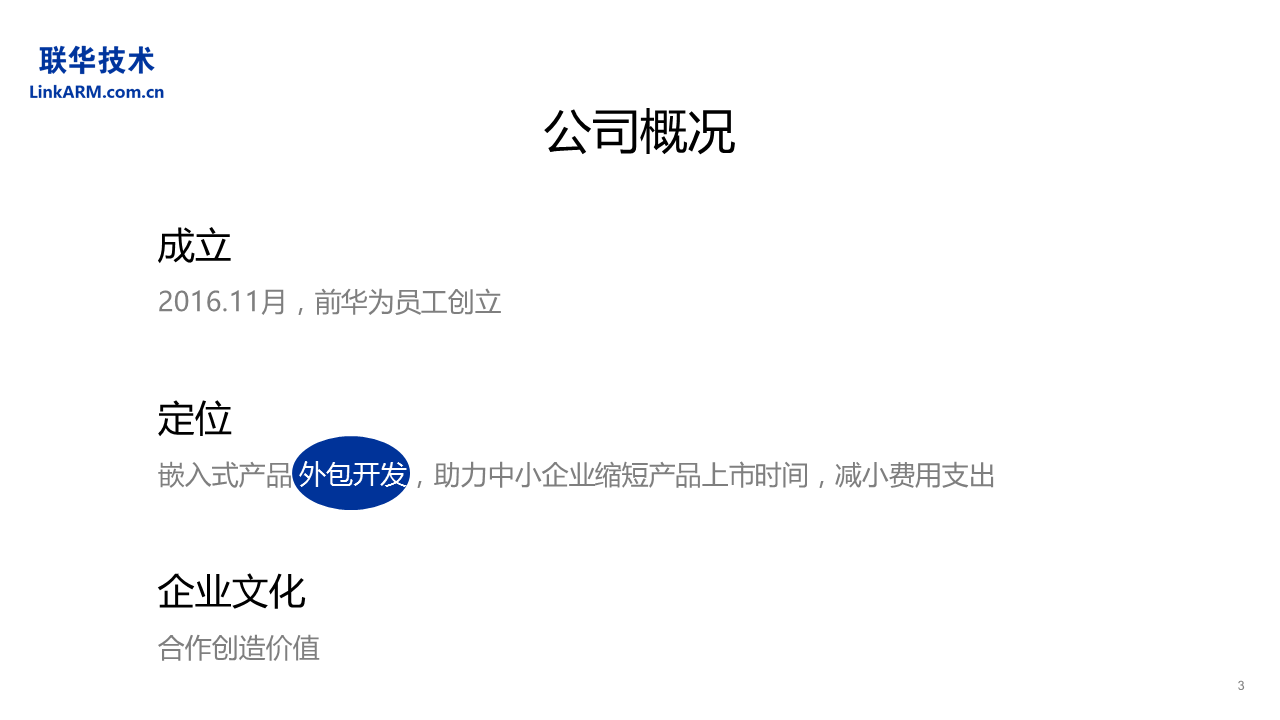 联华技术
LinkARM.com.cn
公司概况
成立
2016.11月，前华为员工创立
定位
嵌入式产品外包开发，助力中小企业缩短产品上市时间，减小费用支出
企业文化
合作创造价值
3